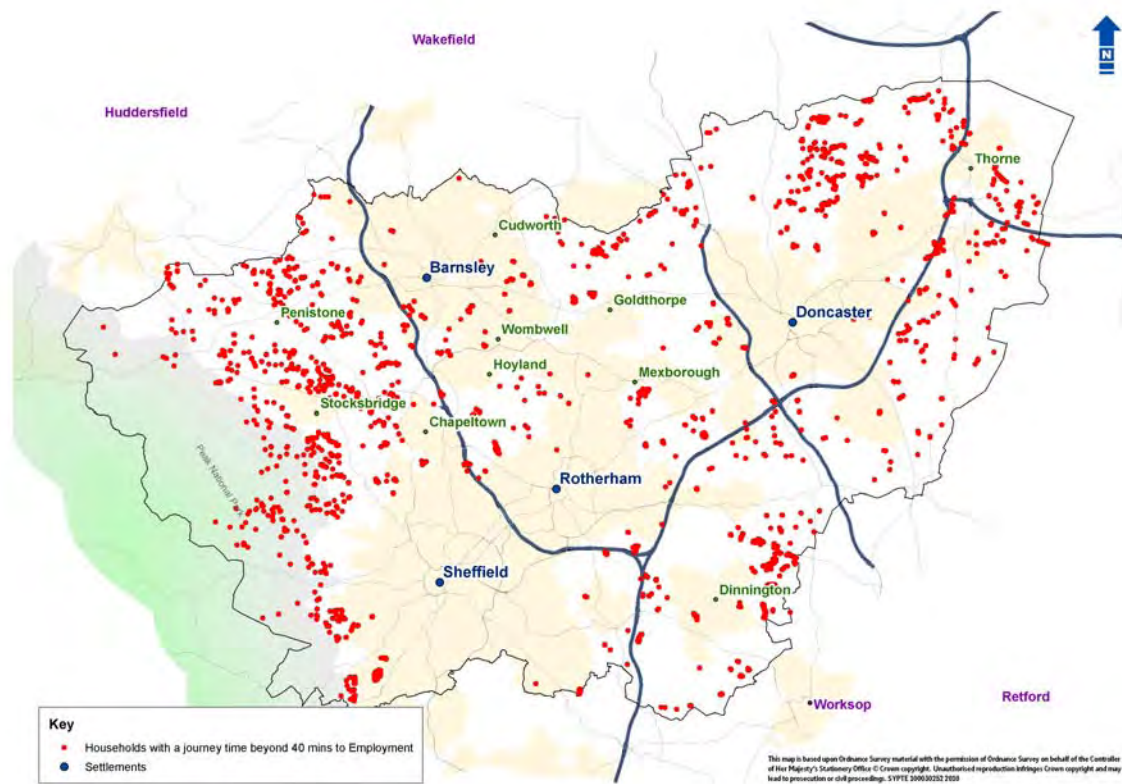 Wakefield
N
Huddersfield
Thorne
Cudworth
Barnsley
Goldthorpe
Penistone
Doncaster
Wombwell
Hoyland
Mexborough
Stocksbridge
Chapeltown
Peak National Park
Rotherham
Sheffield
Dinnington
Worksop
Retford
Key
Households with a journey time beyond 40 mins to Employment
Settlements
This map is based upon Ordnance Survey material with the permission of Ordnance Survey on behalf of the Controller
of Her Majesty's Stationery Office © Crown copyright. Unauthorised reproduction infringes Crown copyright and may
lead to prosecution or civil proceedings. SYPTE 100030252 2010